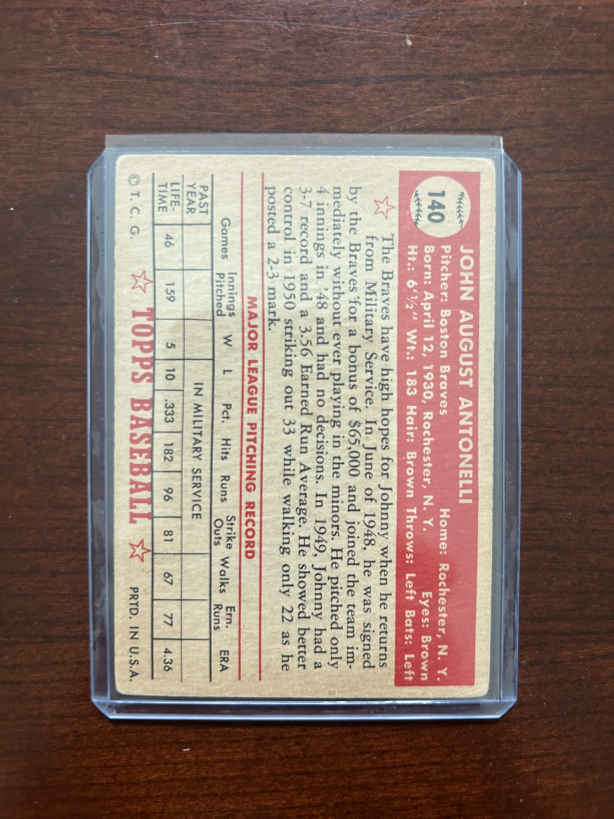 140
JOHN AUGUST ANTONELLI
Pitcher: Boston Braves Home: Rochester, N. Y.
Born: April 12, 1930, Rochester, N. Y. Eyes: Brown
Ht.: 6'½" Wt.: 183 Hair: Brown Throws: Left Bats: Left
The Braves have high hopes for Johnny when he returns
from Military Service. In June of 1948, he was signed
by the Braves for a bonus of $65,000 and joined the team im-
mediately without ever playing in the minors. He pitched only
4 innings in '48 and had no decisions. In 1949, Johnny had a
3-7 record and a 3.56 Earned Run Average. He showed better
control in 1950 striking out 33 while walking only 22 as he
posted a 2-3 mark.
MAJOR LEAGUE PITCHING RECORD
Games Innings Pitched W L Pct. Hits Runs Strike Outs Walks Ern. Runs ERA
PAST YEAR IN MILITARY SERVICE
LIFE-TIME 46 159 5 10 .333 182 96 81 67 77 4.36
© T. C. G. TOPPS BASEBALL PRTD. IN U.S.A.